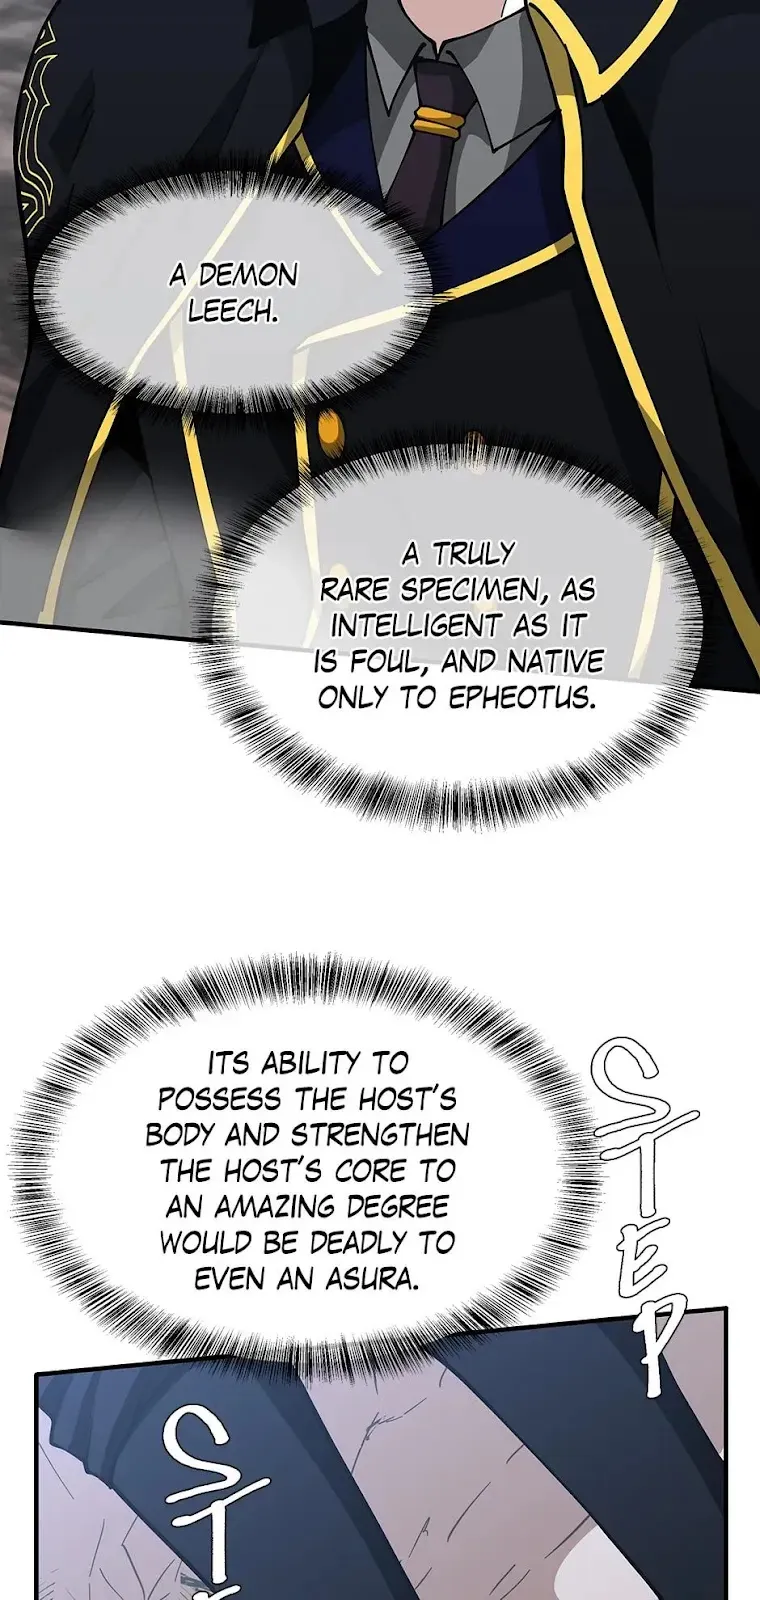 A DEMON
LEECH.
A TRULY
RARE SPECIMEN, AS
INTELLIGENT AS IT
IS FOUL, AND NATIVE
ONLY TO EPHEOTUS.
ITS ABILITY TO
POSSESS THE HOST'S
BODY AND STRENGTHEN
THE HOST'S CORE TO
AN AMAZING DEGREE
WOULD BE DEADLY TO
EVEN AN ASURA.
STEP
STE